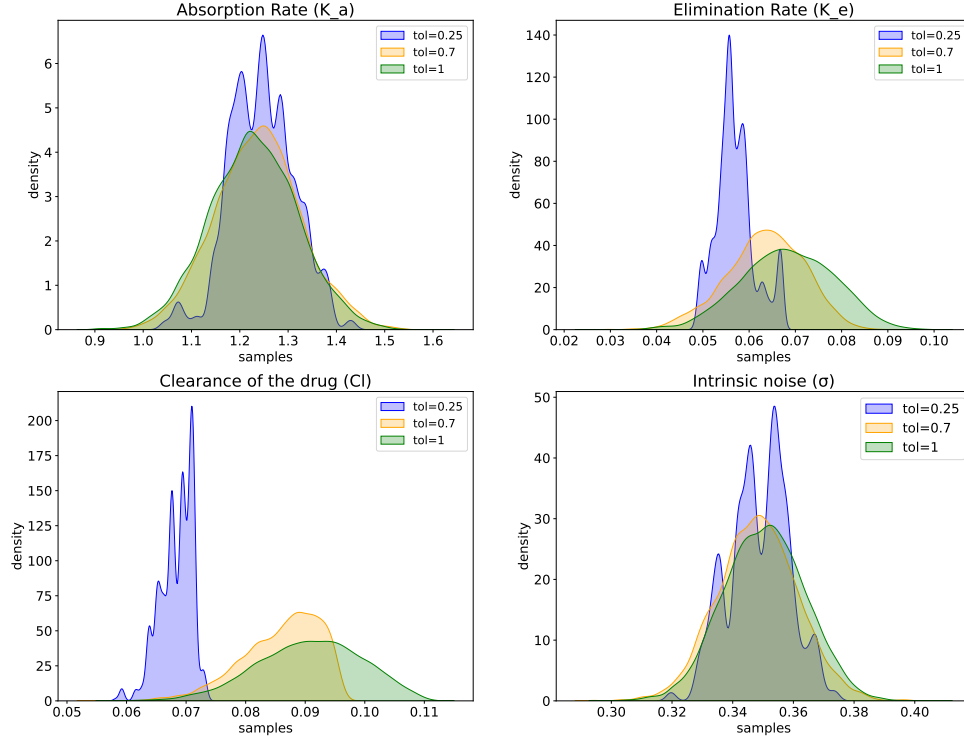 Absorption Rate (K_a)
density
6
5
4
3
2
1
0
tol=0.25
tol=0.7
tol=1
0.9 1.0 1.1 1.2 1.3 1.4 1.5 1.6
samples
Elimination Rate (K_e)
density
140
120
100
80
60
40
20
0
tol=0.25
tol=0.7
tol=1
0.02 0.03 0.04 0.05 0.06 0.07 0.08 0.09 0.10
samples
Clearance of the drug (Cl)
density
200
175
150
125
100
75
50
25
0
tol=0.25
tol=0.7
tol=1
0.05 0.06 0.07 0.08 0.09 0.10 0.11
samples
Intrinsic noise (σ)
density
50
40
30
20
10
0
tol=0.25
tol=0.7
tol=1
0.30 0.32 0.34 0.36 0.38 0.40
samples